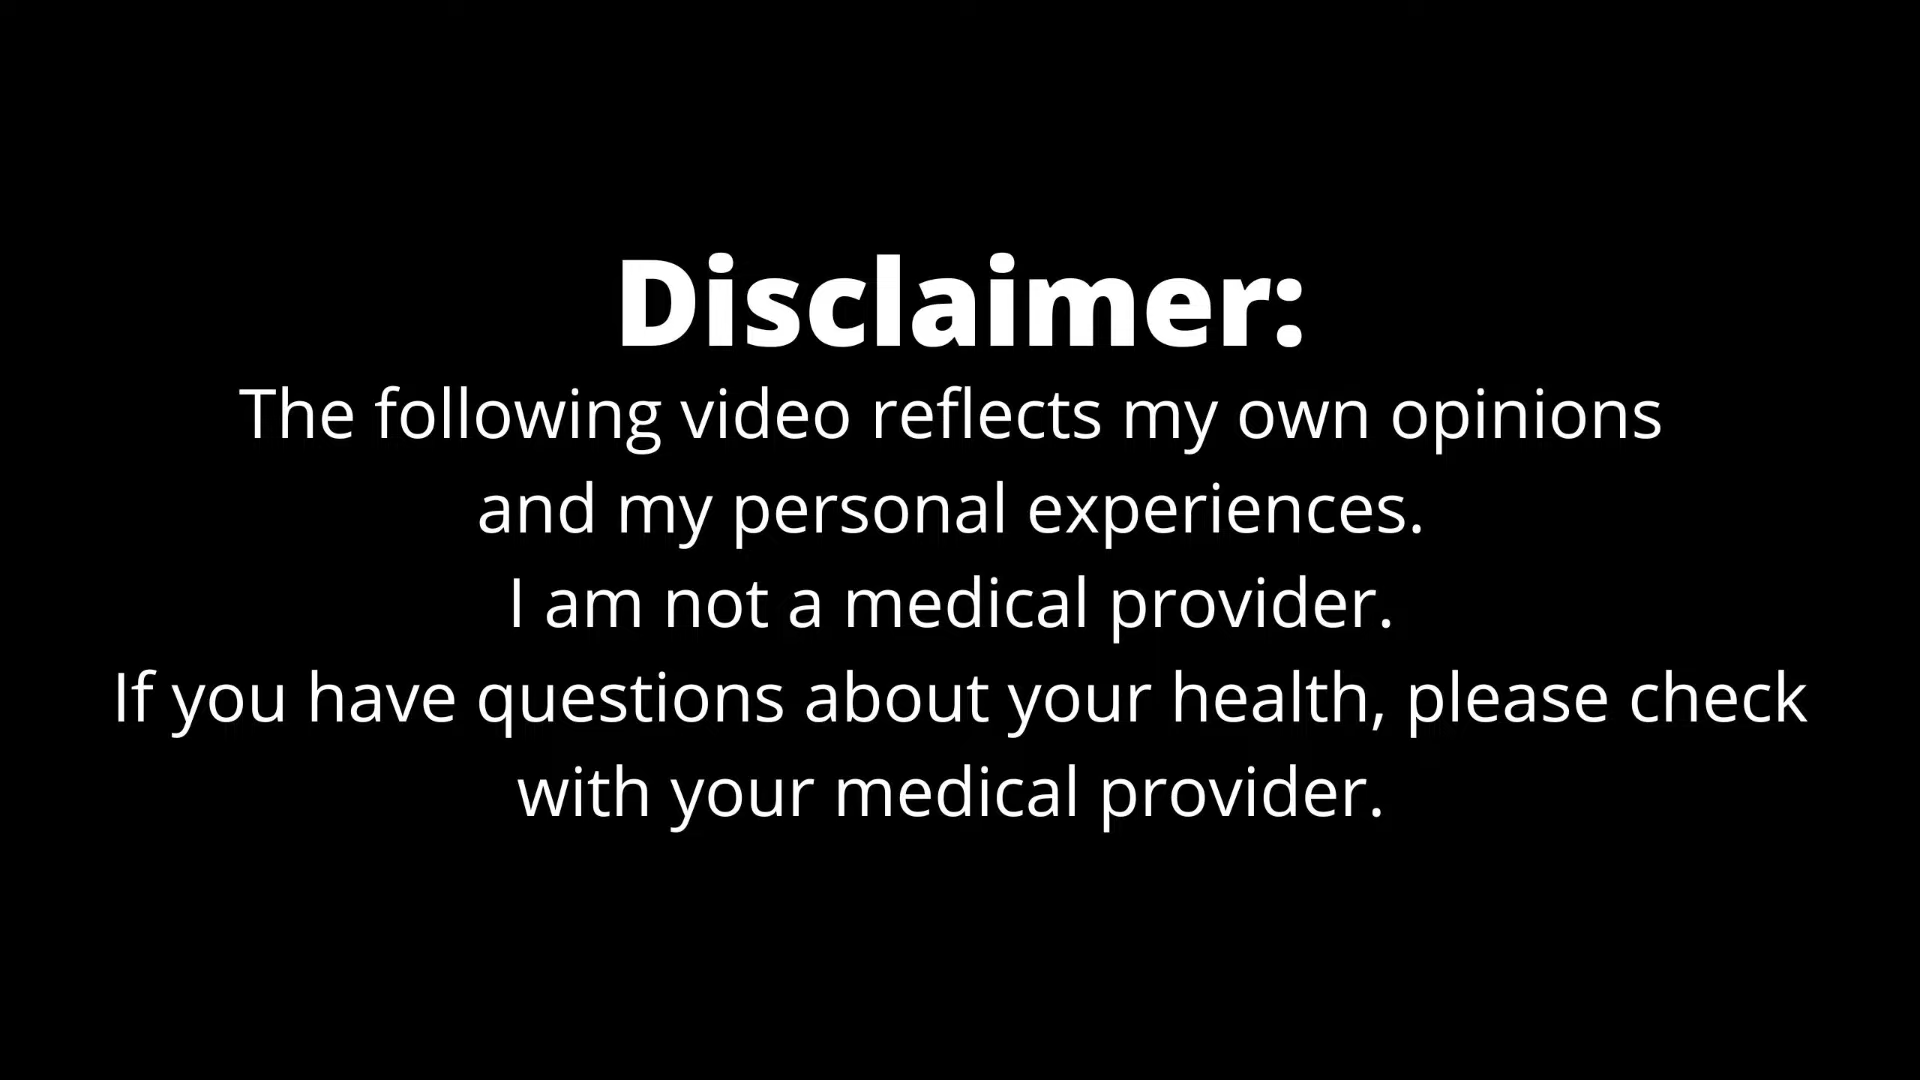 Disclaimer:
The following video reflects my own opinions
and my personal experiences.
I am not a medical provider.
If you have questions about your health, please check
with your medical provider.